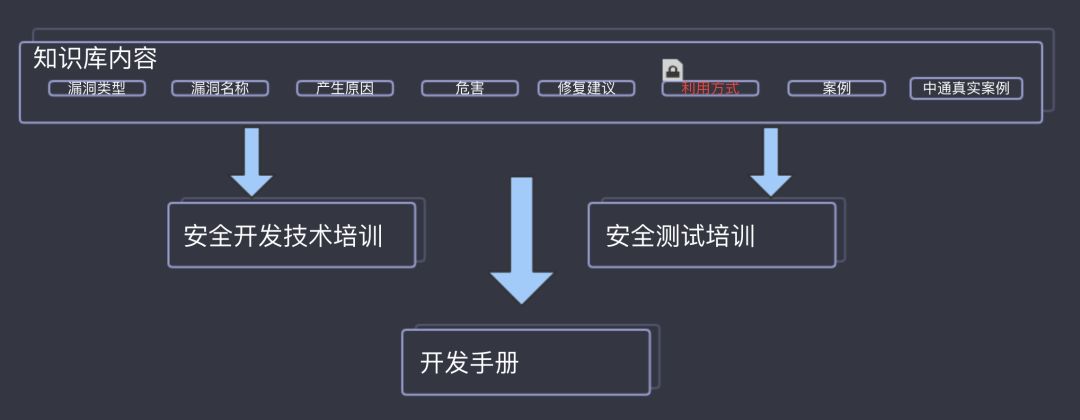 知识库内容
漏洞类型 漏洞名称 产生原因 危害 修复建议 利用方式 案例 中通真实案例
安全开发技术培训 安全测试培训
开发手册